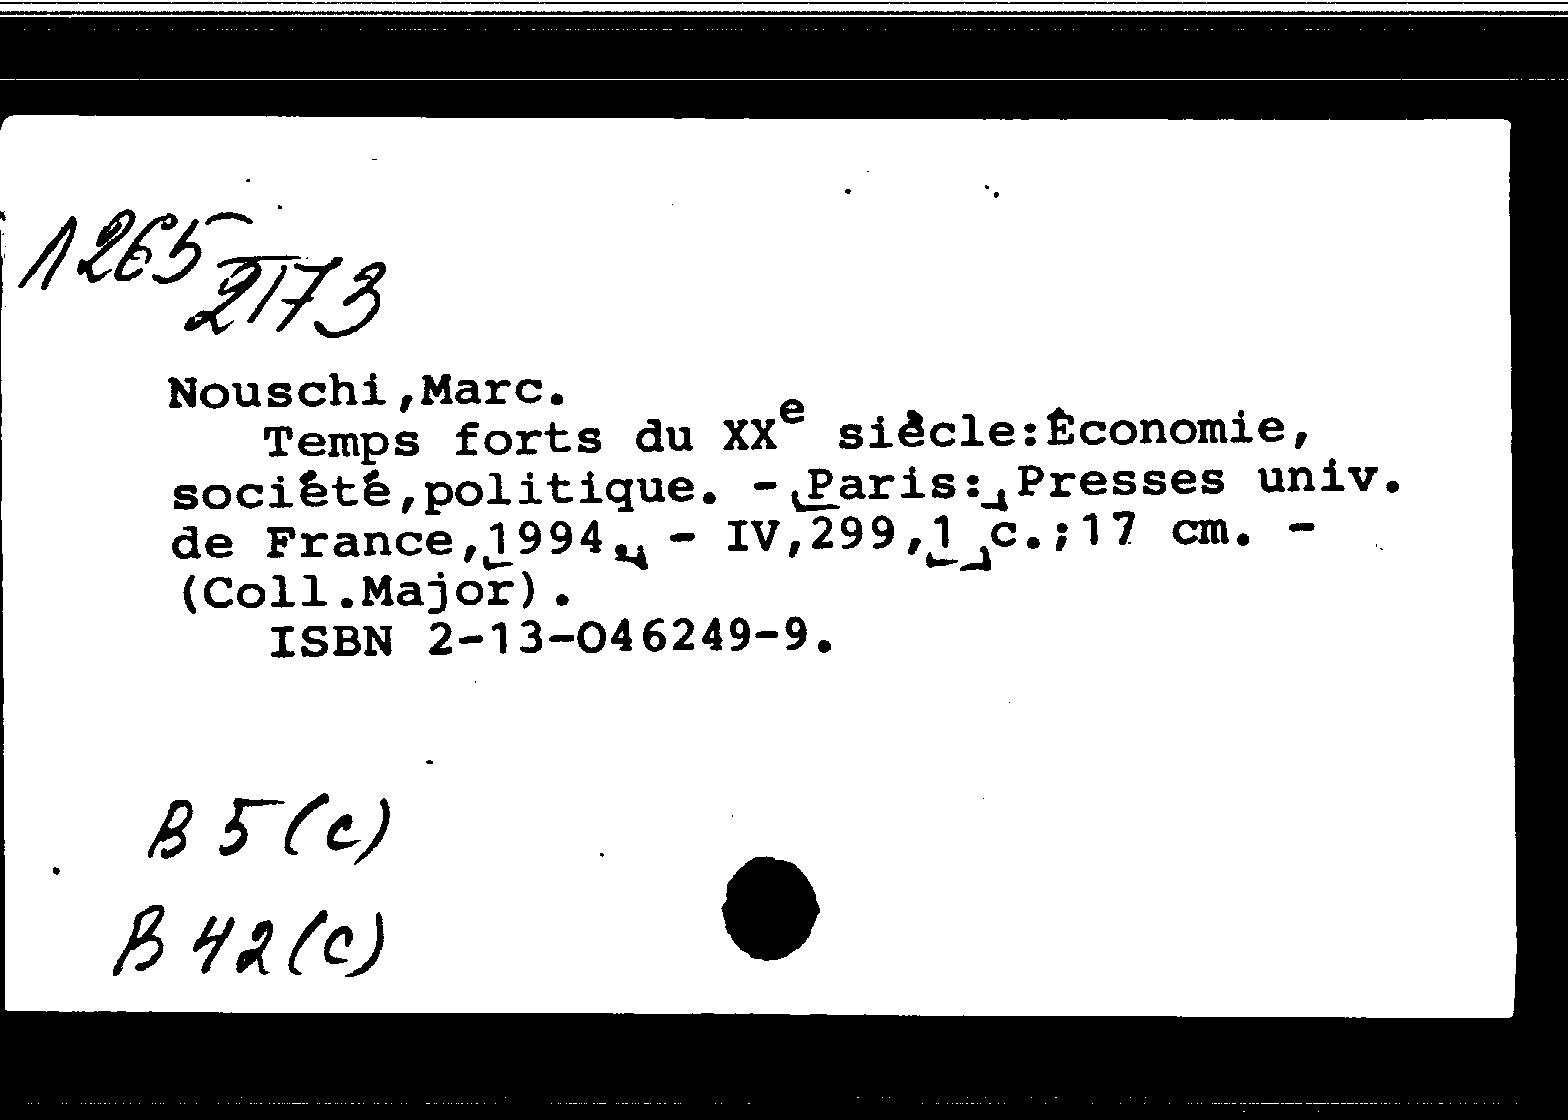 1265
2173
Nouschi,Marc.
Temps forts du XXe siècle:Économie,
société,politique. - Paris: Presses univ.
de France,1994. - IV,299,1 c.;17 cm. -
(Coll.Major).
ISBN 2-13-046249-9.
B 5(c)
B 42(c)